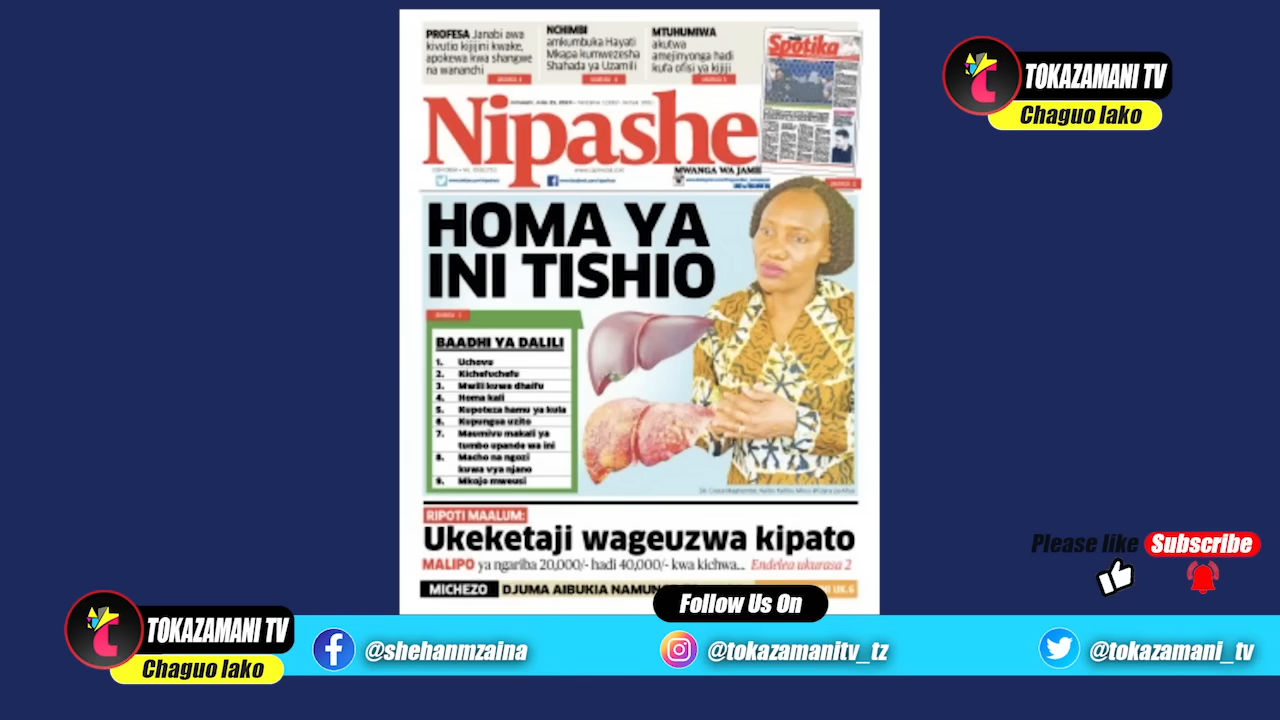 PROFESA Janabi awa
kivutio kijijini kwake,
apokewa kwa shangwe
na wananchi
NCHIMBI
amkumbuka Hayati
Mkapa kumwezesha
Shahada ya Uzamili
MTUHUMIWA
akutwa
amejinyonga hadi
kufa ofisi ya kijiji
Spotika
Nipashe
MWANGA WA JAMII
HOMA YA
INI TISHIO
BAADHI YA DALILI
1. Uchovu
2. Kichefuchefu
3. Mwili kuwa dhaifu
4. Homa kali
5. Kupoteza hamu ya kula
6. Kupungua uzito
7. Maumivu makali ya
tumbo upande wa ini
8. Macho na ngozi
kuwa vya njano
9. Mkojo mweusi
RIPOTI MAALUM:
Ukeketaji wageuzwa kipato
MALIPO ya ngariba 20,000/- hadi 40,000/- kwa kichwa... Endelea ukurasa 2
MICHEZO DJUMA AIBUKIA NAMUN UK.6
TOKAZAMANI TV
Chaguo lako
Please like Subscribe
Follow Us On
TOKAZAMANI TV
Chaguo lako
@shehanmzaina
@tokazamanitv_tz
@tokazamani_tv